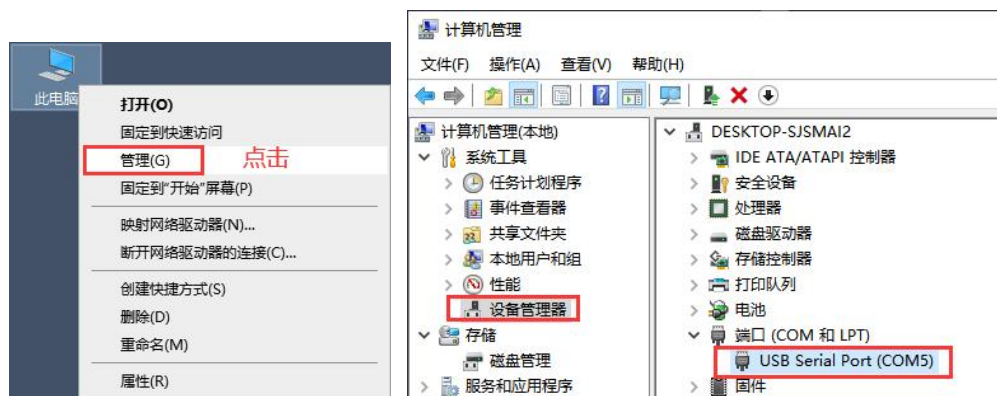 此电脑
打开(O)
固定到快速访问
管理(G)
点击
固定到"开始"屏幕(P)
映射网络驱动器(N)...
断开网络驱动器的连接(C)...
创建快捷方式(S)
删除(D)
重命名(M)
属性(R)
计算机管理
文件(F) 操作(A) 查看(V) 帮助(H)
计算机管理(本地)
系统工具
任务计划程序
事件查看器
共享文件夹
本地用户和组
性能
设备管理器
存储
磁盘管理
服务和应用程序
DESKTOP-SJSMAI2
IDE ATA/ATAPI 控制器
安全设备
处理器
磁盘驱动器
存储控制器
打印队列
电池
端口 (COM 和 LPT)
USB Serial Port (COM5)
固件